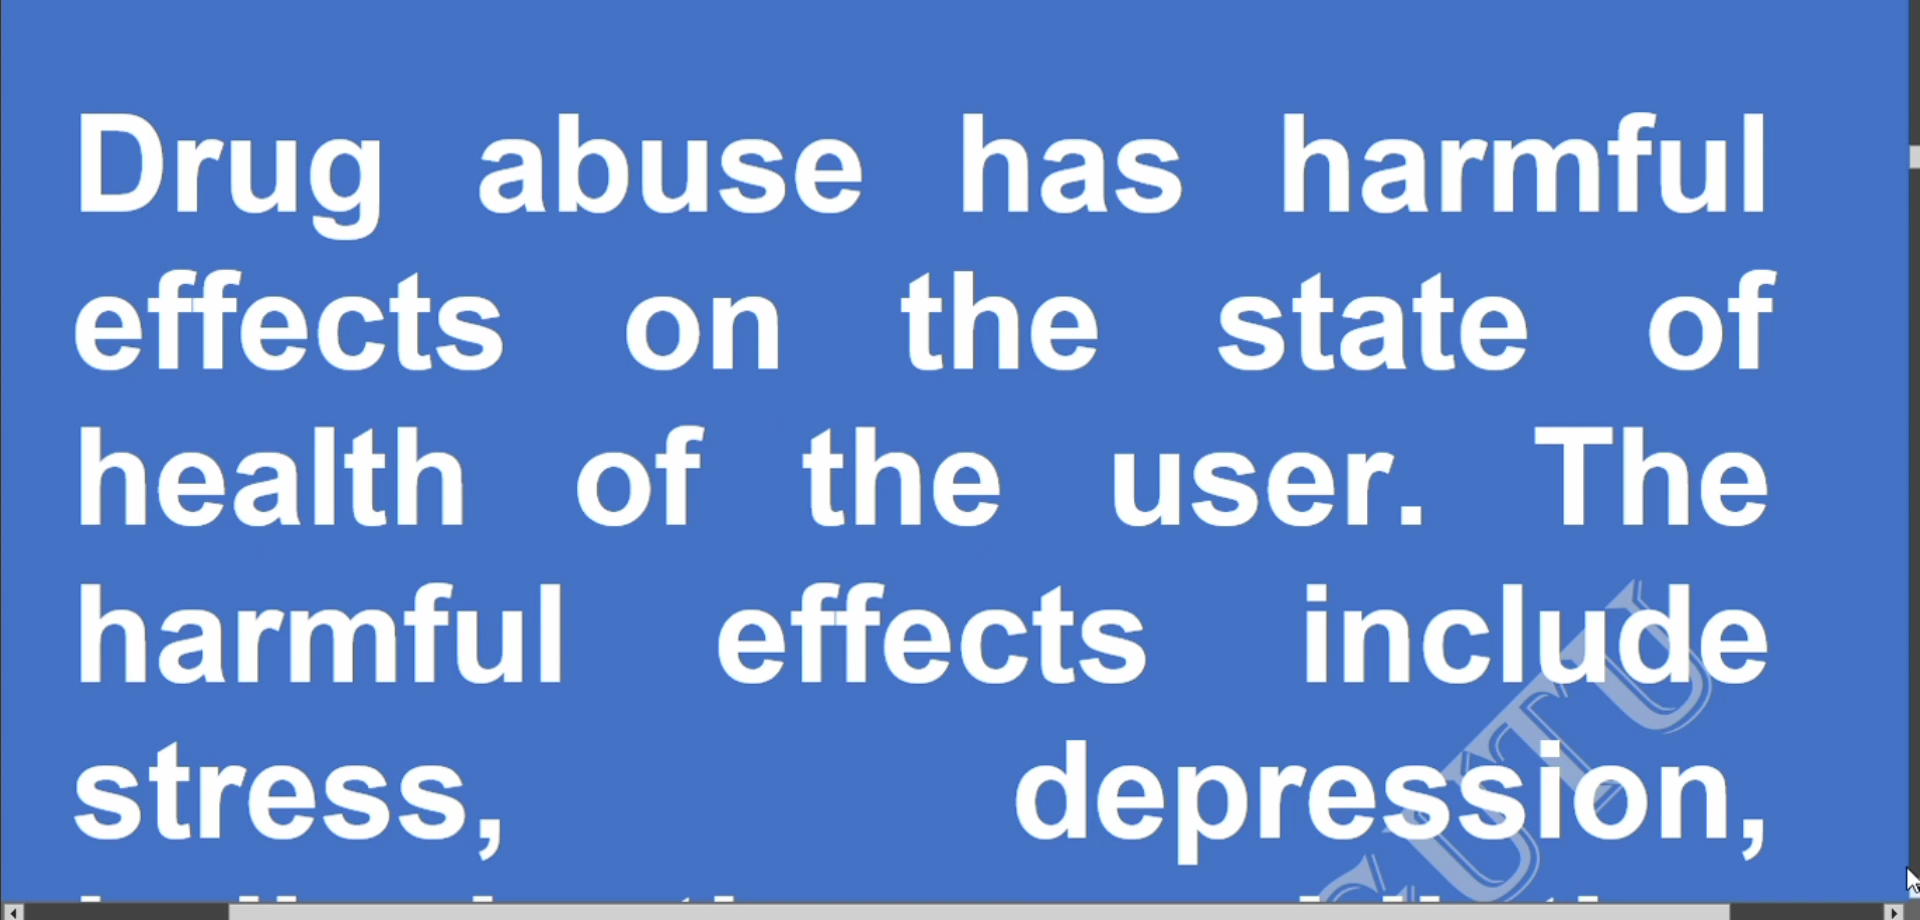 Drug abuse has harmful
effects on the state of
health of the user. The
harmful effects include
stress, depression,